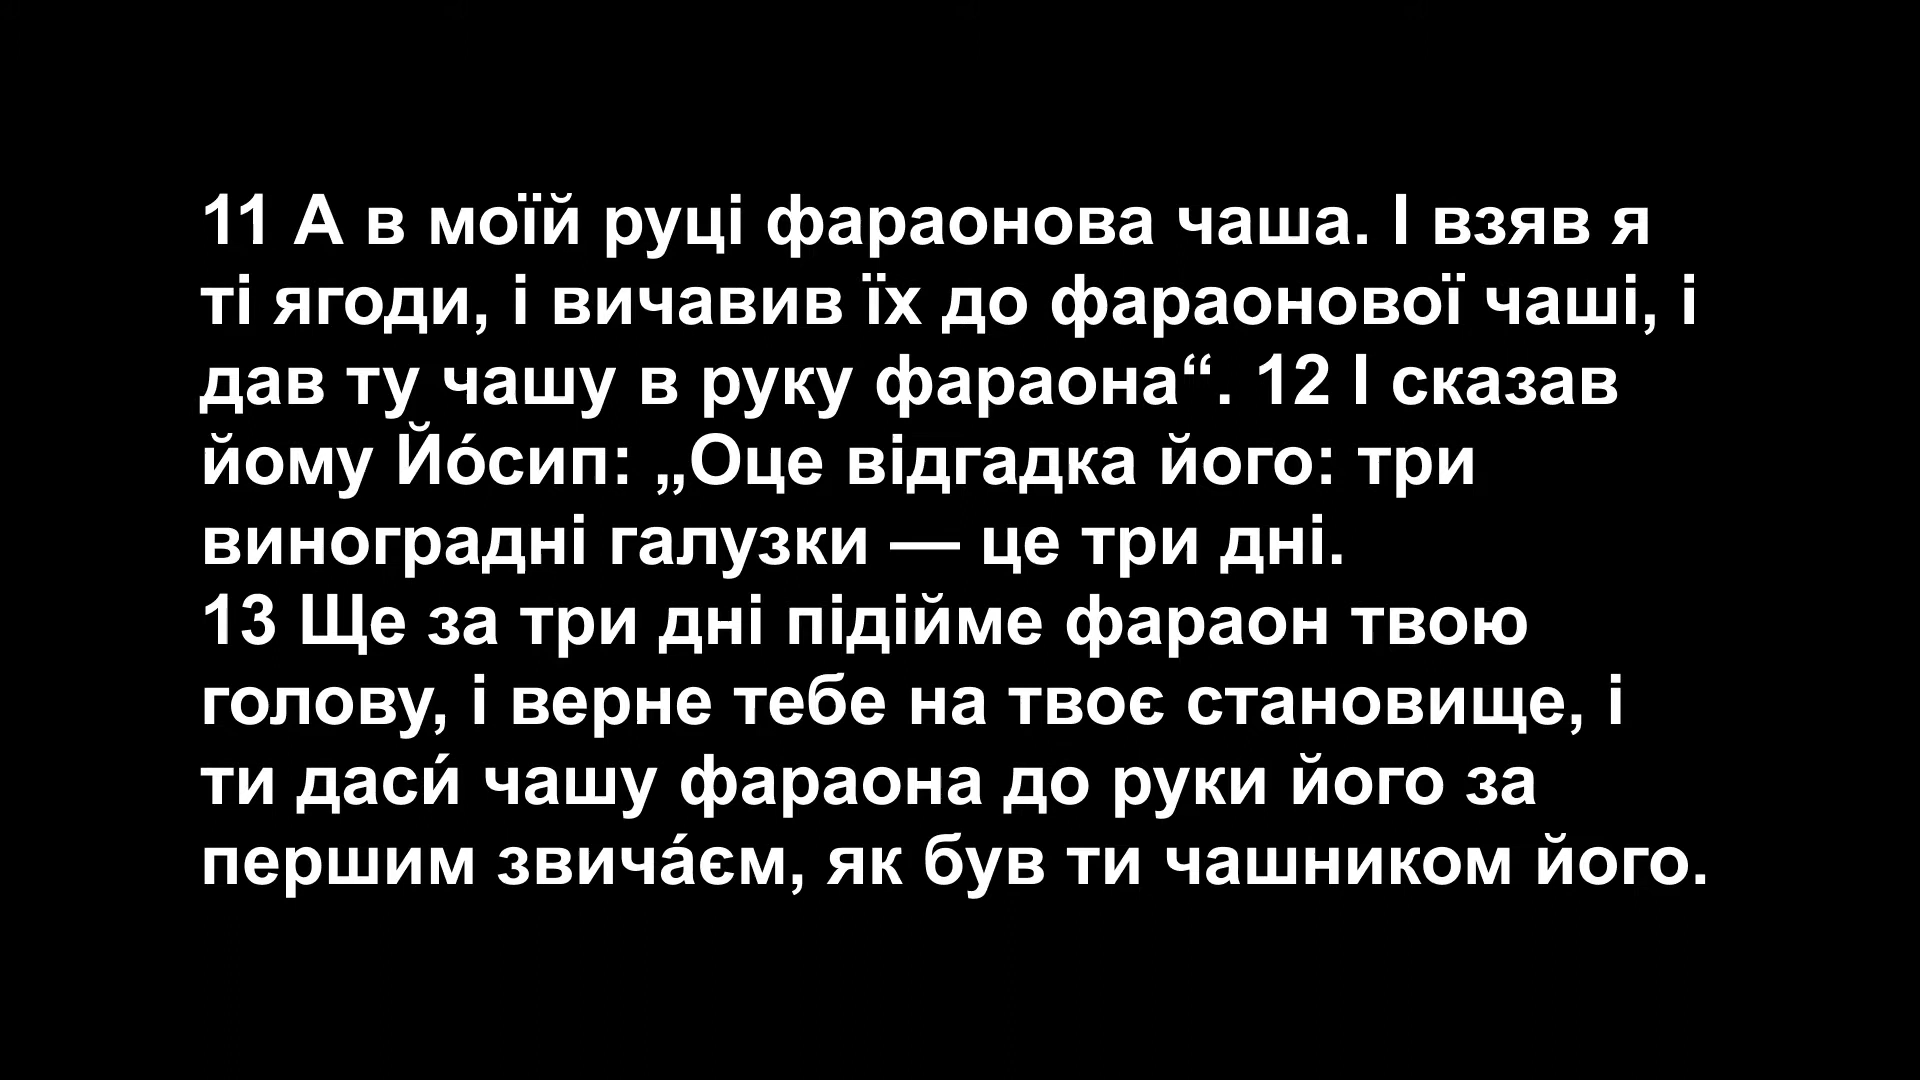 11 А в моїй руці фараонова чаша. І взяв я
ті ягоди, і вичавив їх до фараонової чаші, і
дав ту чашу в руку фараона“. 12 І сказав
йому Йо́сип: „Оце відгадка його: три
виноградні галузки — це три дні.
13 Ще за три дні підійме фараон твою
голову, і верне тебе на твоє становище, і
ти даси́ чашу фараона до руки його за
першим звича́єм, як був ти чашником його.